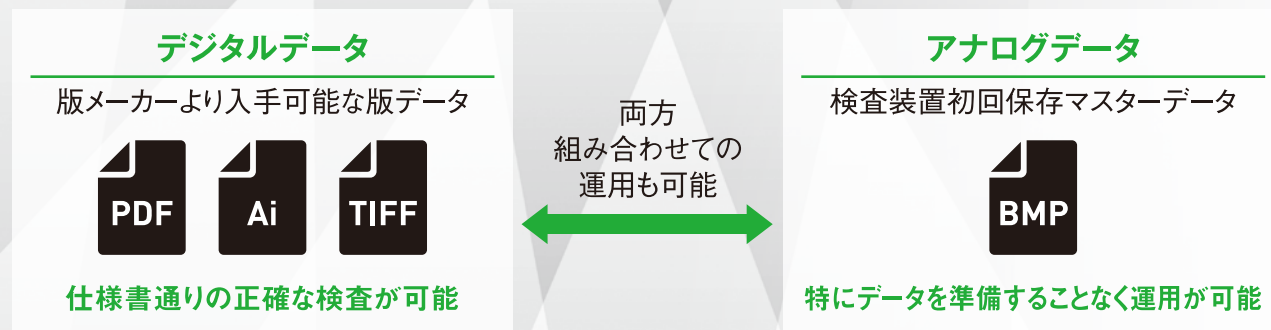 デジタルデータ
版メーカーより入手可能な版データ
PDF
Ai
TIFF
仕様書通りの正確な検査が可能
両方
組み合わせての
運用も可能
アナログデータ
検査装置初回保存マスターデータ
BMP
特にデータを準備することなく運用が可能